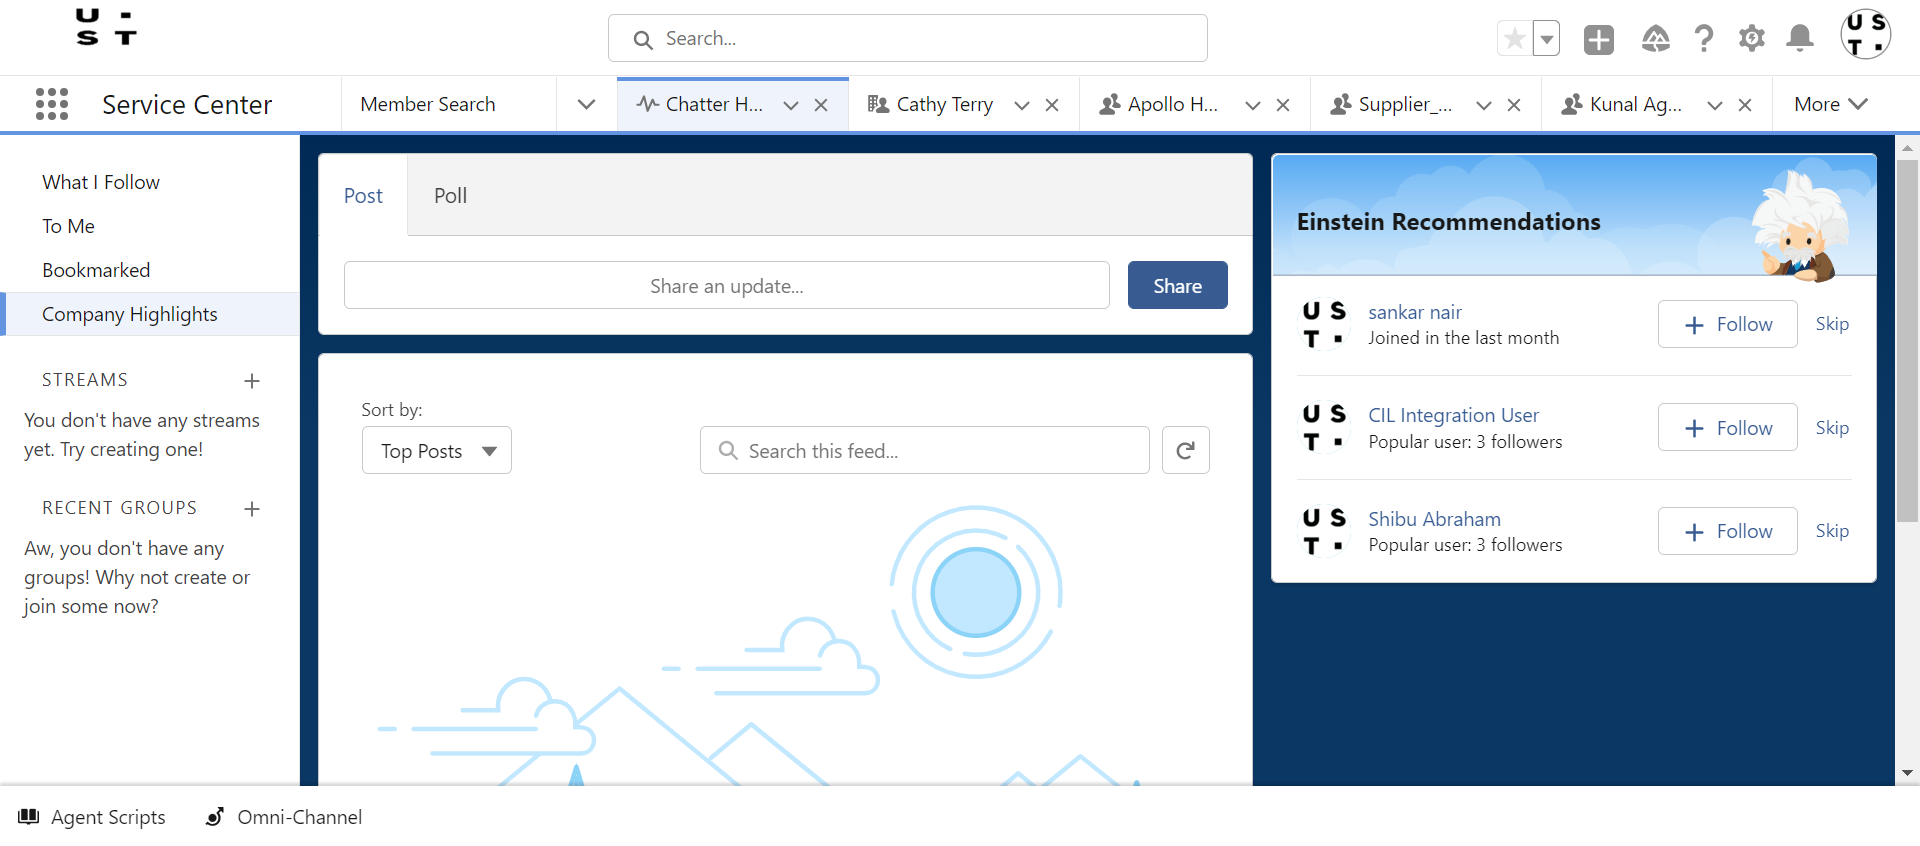 U ·
S T
Search...
U S
T .
Service Center
Member Search
Chatter H...
Cathy Terry
Apollo H...
Supplier_...
Kunal Ag...
More
What I Follow
To Me
Bookmarked
Company Highlights
STREAMS
You don't have any streams
yet. Try creating one!
RECENT GROUPS
Aw, you don't have any
groups! Why not create or
join some now?
Post
Poll
Share an update...
Share
Sort by:
Top Posts
Search this feed...
Einstein Recommendations
U S
T .
sankar nair
Joined in the last month
Follow
Skip
U S
T .
CIL Integration User
Popular user: 3 followers
Follow
Skip
U S
T .
Shibu Abraham
Popular user: 3 followers
Follow
Skip
Agent Scripts
Omni-Channel